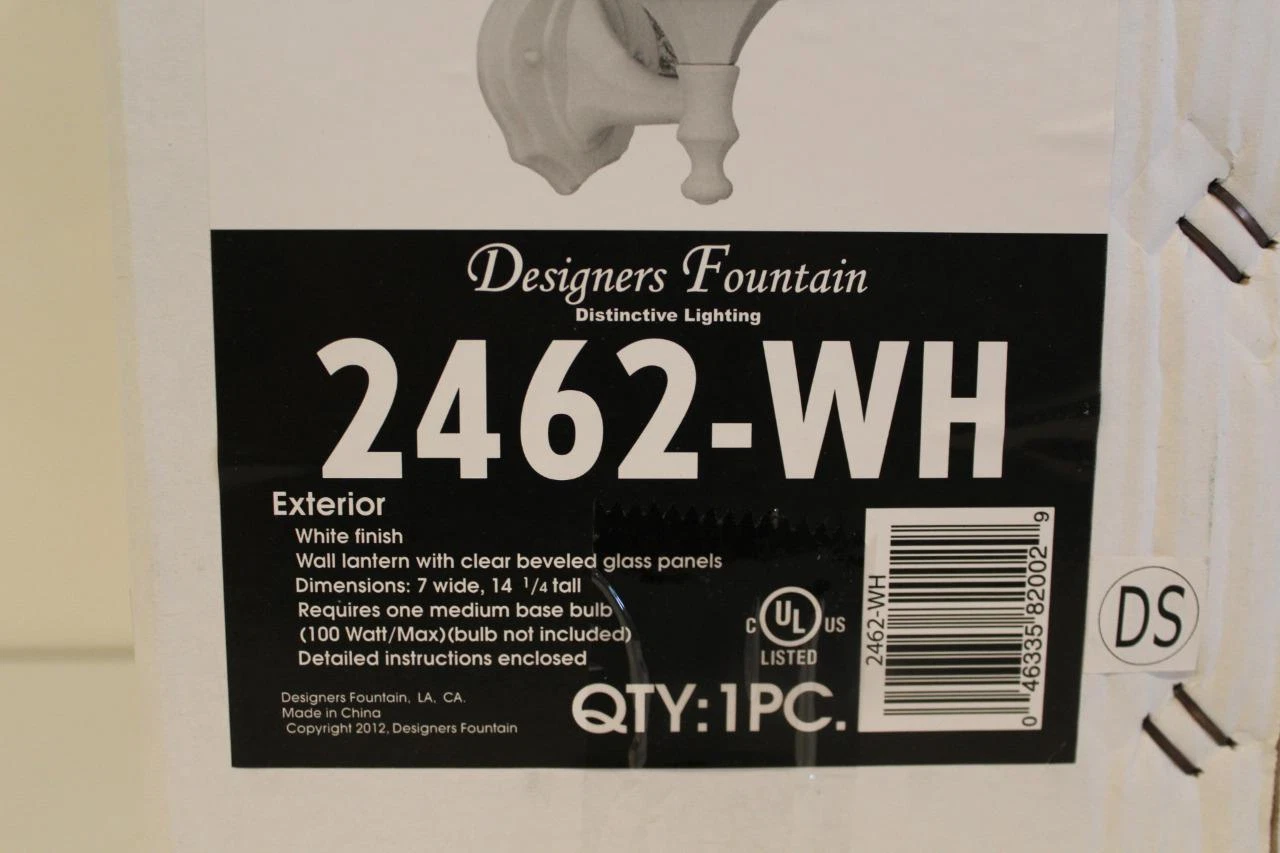 Designers Fountain
Distinctive Lighting
2462-WH
Exterior
White finish
Wall lantern with clear beveled glass panels
Dimensions: 7 wide, 14 1/4 tall
Requires one medium base bulb
(100 Watt/Max)(bulb not included)
Detailed instructions enclosed
C UL US
LISTED
Designers Fountain, LA, CA.
Made in China
Copyright 2012, Designers Fountain
QTY:1PC.
2462-WH
0 46335 82002 9
DS